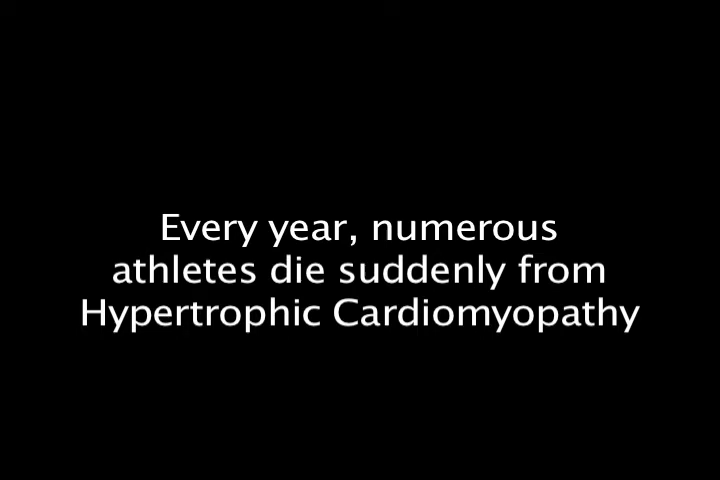 Every year, numerous
athletes die suddenly from
Hypertrophic Cardiomyopathy